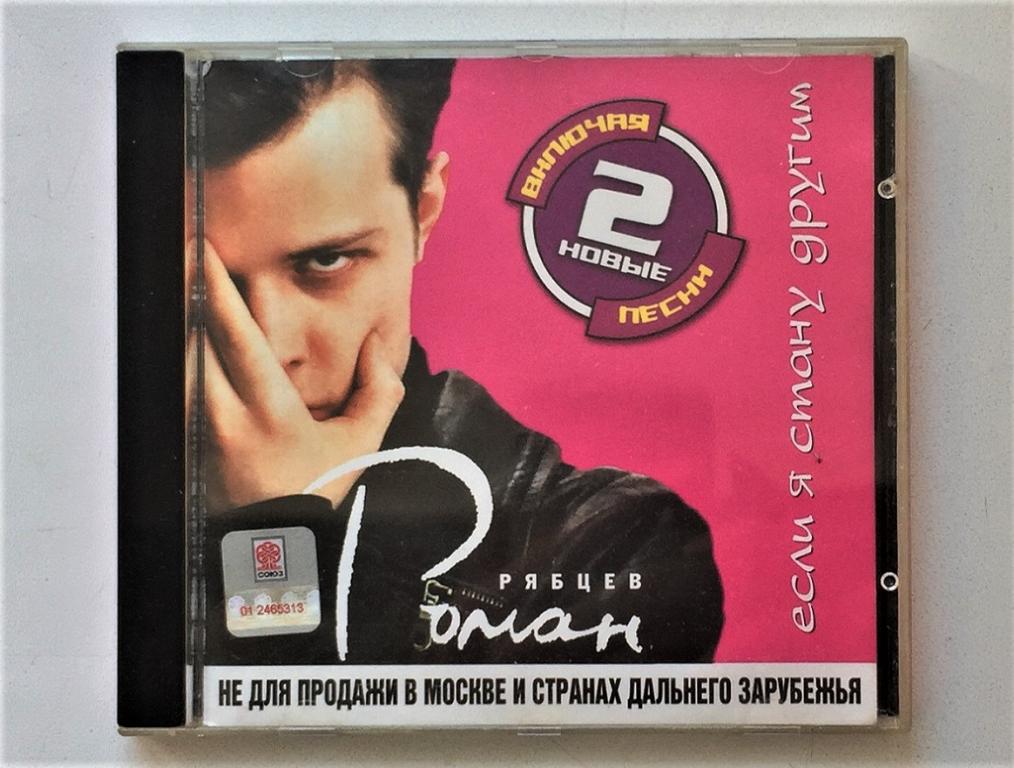 ВКЛЮЧАЯ
2
НОВЫЕ
ПЕСНИ
если я стану другим
РЯБЦЕВ
Роман
СОЮЗ
01 2465313
НЕ ДЛЯ ПРОДАЖИ В МОСКВЕ И СТРАНАХ ДАЛЬНЕГО ЗАРУБЕЖЬЯ